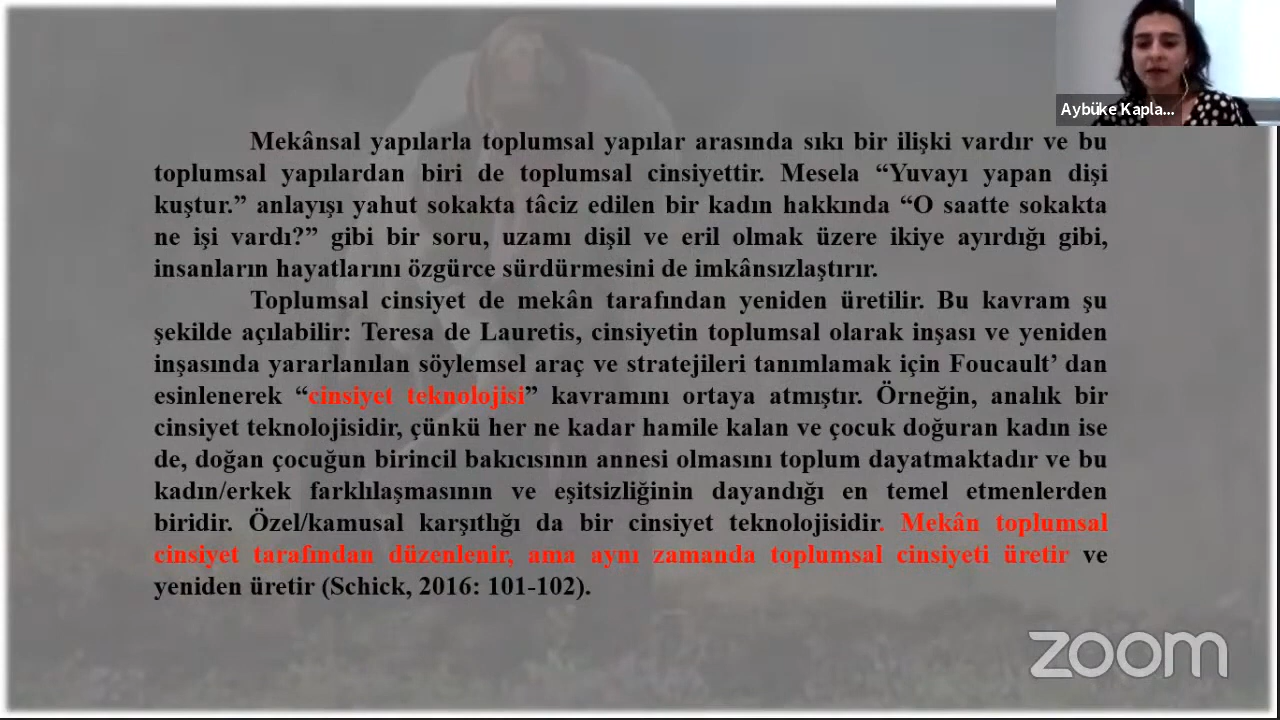 Aybüke Kapla...
Mekânsal yapılarla toplumsal yapılar arasında sıkı bir ilişki vardır ve bu
toplumsal yapılardan biri de toplumsal cinsiyettir. Mesela “Yuvayı yapan dişi
kuştur.” anlayışı yahut sokakta tâciz edilen bir kadın hakkında “O saatte sokakta
ne işi vardı?” gibi bir soru, uzamı dişil ve eril olmak üzere ikiye ayırdığı gibi,
insanların hayatlarını özgürce sürdürmesini de imkânsızlaştırır.
Toplumsal cinsiyet de mekân tarafından yeniden üretilir. Bu kavram şu
şekilde açılabilir: Teresa de Lauretis, cinsiyetin toplumsal olarak inşası ve yeniden
inşasında yararlanılan söylemsel araç ve stratejileri tanımlamak için Foucault’ dan
esinlenerek “cinsiyet teknolojisi” kavramını ortaya atmıştır. Örneğin, analık bir
cinsiyet teknolojisidir, çünkü her ne kadar hamile kalan ve çocuk doğuran kadın ise
de, doğan çocuğun birincil bakıcısının annesi olmasını toplum dayatmaktadır ve bu
kadın/erkek farklılaşmasının ve eşitsizliğinin dayandığı en temel etmenlerden
biridir. Özel/kamusal karşıtlığı da bir cinsiyet teknolojisidir. Mekân toplumsal
cinsiyet tarafından düzenlenir, ama aynı zamanda toplumsal cinsiyeti üretir ve
yeniden üretir (Schick, 2016: 101-102).
zoom